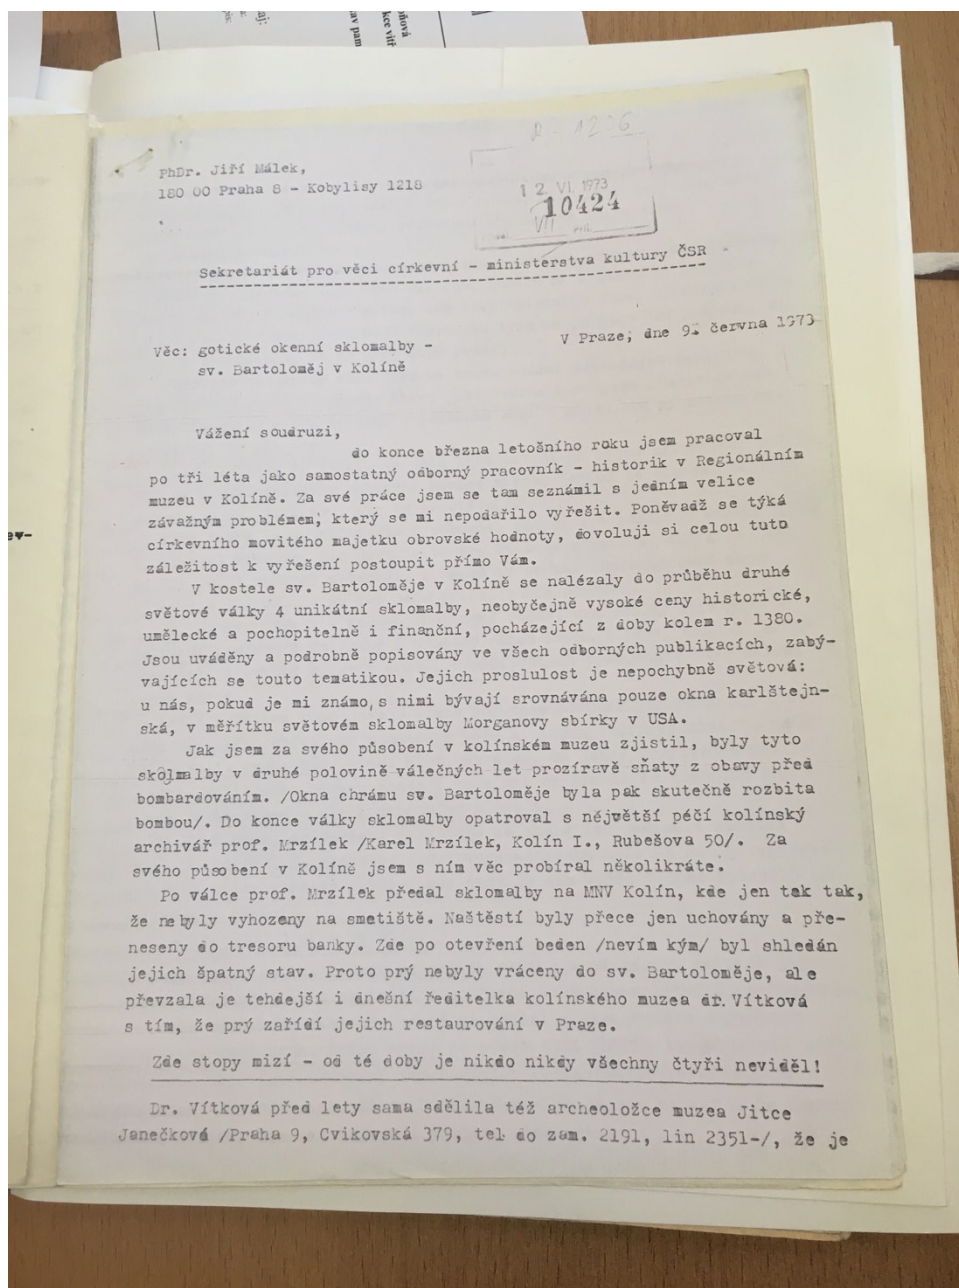 oňová
kce vitř
tav pam
aj:
pis:
ev-
R - 1236
PhDr. Jiří Málek,
180 00 Praha 8 - Kobylisy 1218
12. VI. 1973
10424
VII
Sekretariát pro věci církevní - ministerstva kultury ČSR
V Praze, dne 9. června 1973
Věc: gotické okenní sklomalby -
sv. Bartoloměj v Kolíně
Vážení soudruzi,
do konce března letošního roku jsem pracoval
po tři léta jako samostatný odborný pracovník - historik v Regionálním
muzeu v Kolíně. Za své práce jsem se tam seznámil s jedním velice
závažným problémem, který se mi nepodařilo vyřešit. Poněvadž se týká
církevního movitého majetku obrovské hodnoty, dovoluji si celou tuto
záležitost k vyřešení postoupit přímo Vám.
V kostele sv. Bartoloměje v Kolíně se nalézaly do průběhu druhé
světové války 4 unikátní sklomalby, neobyčejně vysoké ceny historické,
umělecké a pochopitelně i finanční, pocházející z doby kolem r. 1380.
Jsou uváděny a podrobně popisovány ve všech odborných publikacích, zabý-
vajících se touto tematikou. Jejich proslulost je nepochybně světová:
u nás, pokud je mi známo, s nimi bývají srovnávána pouze okna karlštejn-
ská, v měřítku světovém sklomalby Morganovy sbírky v USA.
Jak jsem za svého působení v kolínském muzeu zjistil, byly tyto
skolmalby v druhé polovině válečných let prozíravě sňaty z obavy před
bombardováním. /Okna chrámu sv. Bartoloměje byla pak skutečně rozbita
bombou/. Do konce války sklomalby opatroval s nějvětší péčí kolínský
archivář prof. Mrzílek /Karel Mrzílek, Kolín I., Rubešova 50/. Za
svého působení v Kolíně jsem s ním věc probíral několikráte.
Po válce prof. Mrzílek předal sklomalby na MNV Kolín, kde jen tak tak,
že nebyly vyhozeny na smetiště. Naštěstí byly přece jen uchovány a pře-
neseny do tresoru banky. Zde po otevření beden /nevím kým/ byl shledán
jejich špatný stav. Proto prý nebyly vráceny do sv. Bartoloměje, ale
převzala je tehdejší i dnešní ředitelka kolínského muzea dr. Vítková
s tím, že prý zařídí jejich restaurování v Praze.
Zde stopy mizí - od té doby je nikdo nikdy všechny čtyři neviděl!
Dr. Vítková před lety sama sdělila též archeoložce muzea Jitce
Janečková /Praha 9, Cvikovská 379, tel do zam. 2191, lin 2351-/, že je